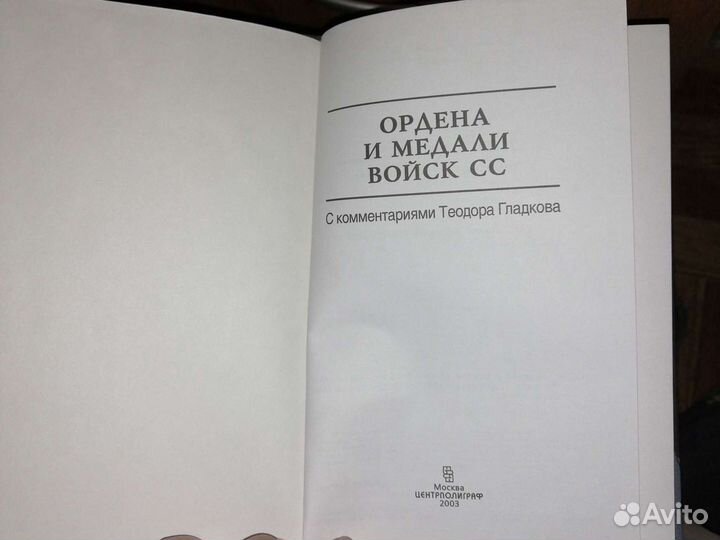 ОРДЕНА
И МЕДАЛИ
ВОЙСК СС
С комментариями Теодора Гладкова
Москва
ЦЕНТРПОЛИГРАФ
2003
Avito